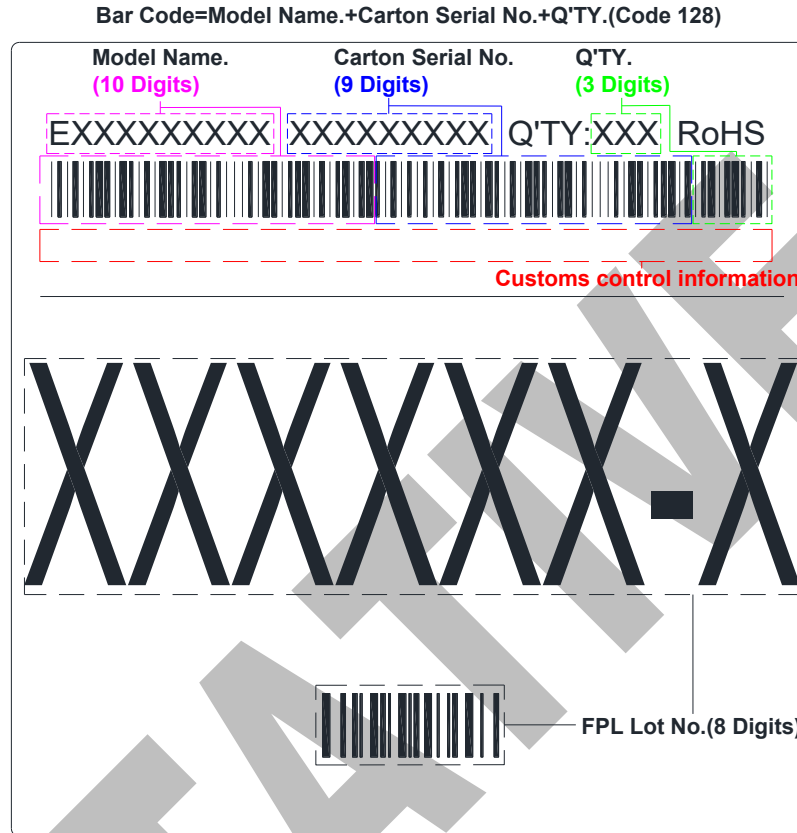 Bar Code=Model Name.+Carton Serial No.+Q'TY.(Code 128)
Model Name. Carton Serial No. Q'TY.
(10 Digits) (9 Digits) (3 Digits)
EXXXXXXXXX XXXXXXXXX Q'TY:XXX RoHS
Customs control information
XXXXXX-X
FPL Lot No.(8 Digits)
ATIVE